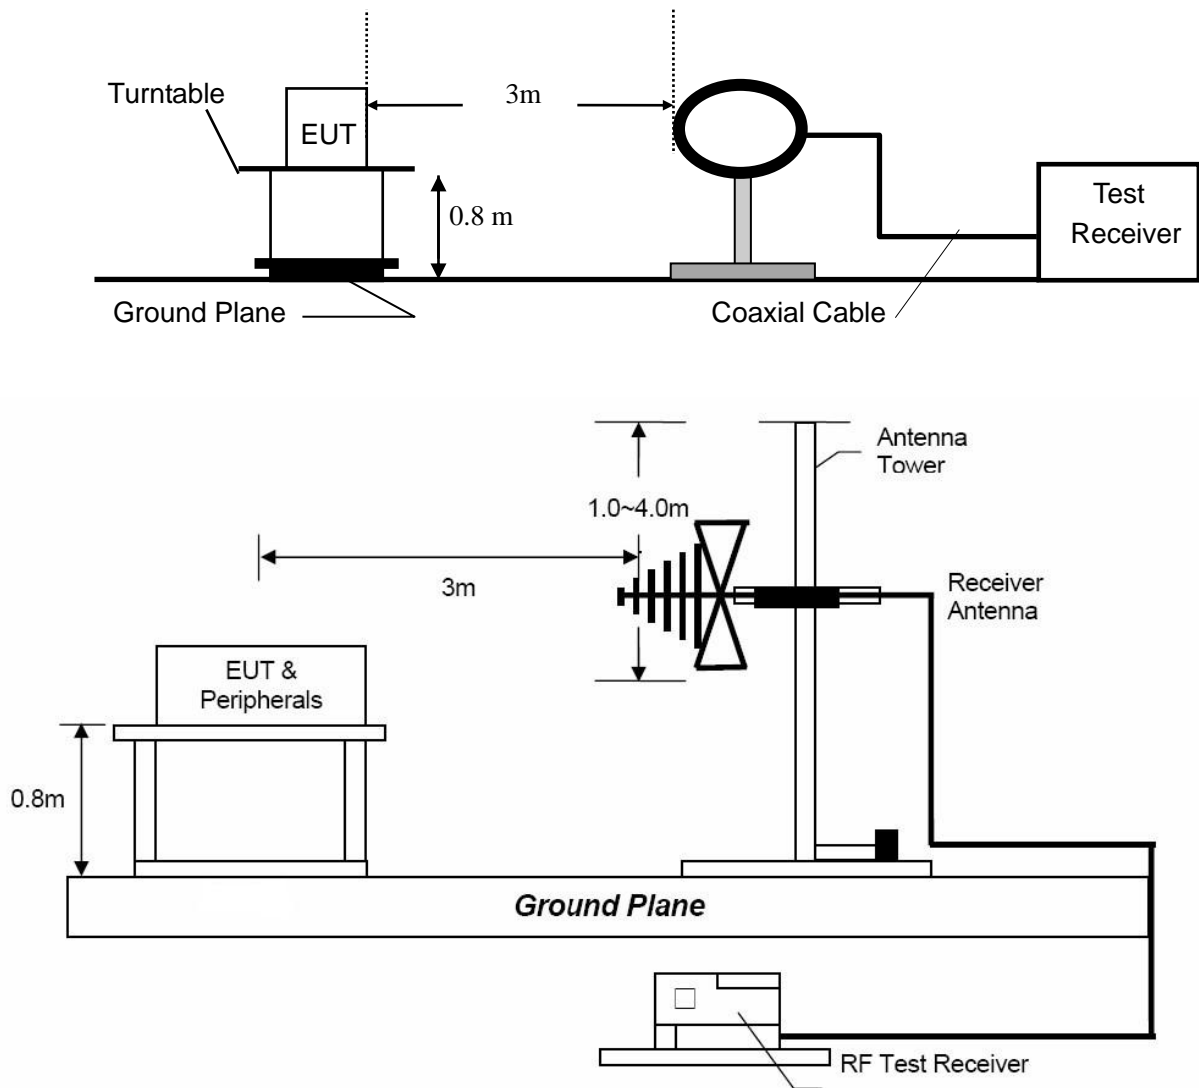 3m
Turntable
EUT
0.8 m
Test
Receiver
Ground Plane
Coaxial Cable
Antenna
Tower
1.0~4.0m
3m
Receiver
Antenna
EUT &
Peripherals
0.8m
Ground Plane
RF Test Receiver